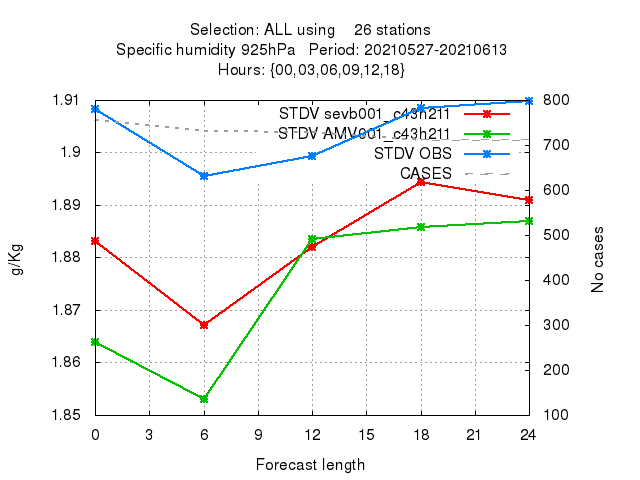 Selection: ALL using 26 stations
Specific humidity 925hPa Period: 20210527-20210613
Hours: {00,03,06,09,12,18}
STDV sevb001_c43h211
STDV AMV001_c43h211
STDV OBS
CASES
1.91
1.9
1.89
1.88
1.87
1.86
1.85
g/Kg
800
700
600
500
400
300
200
100
No cases
0 3 6 9 12 15 18 21 24
Forecast length